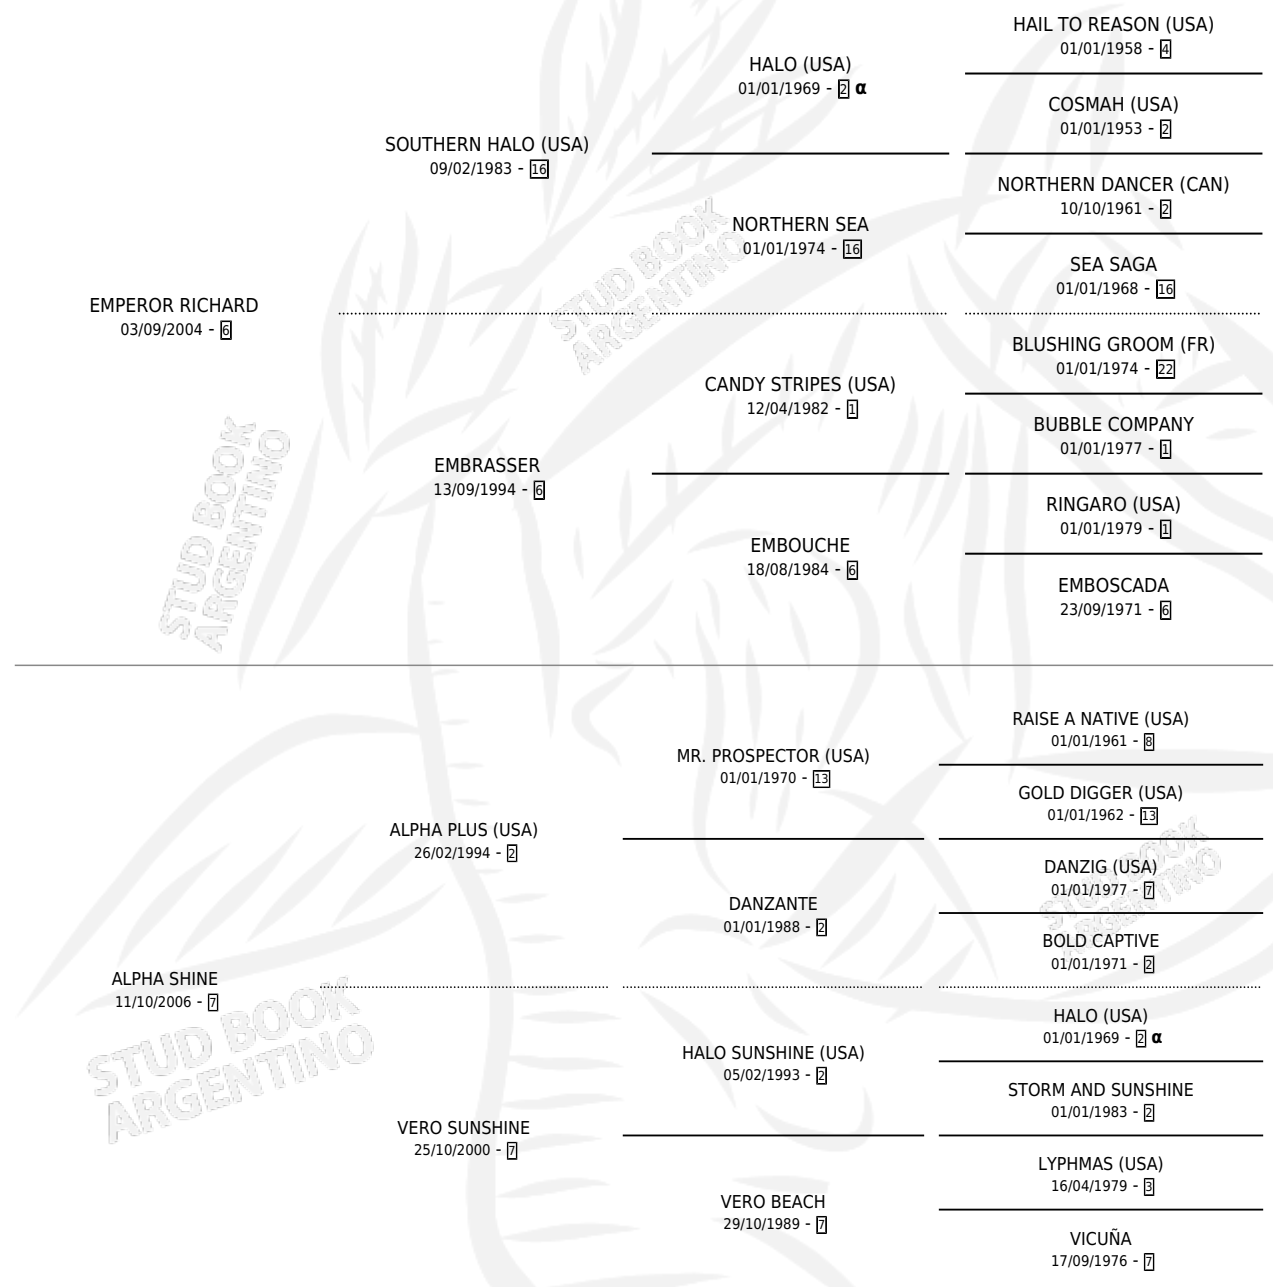 HAIL TO REASON (USA)
01/01/1958 - 4
HALO (USA)
01/01/1969 - 2 α
COSMAH (USA)
01/01/1953 - 2
SOUTHERN HALO (USA)
09/02/1983 - 16
NORTHERN DANCER (CAN)
10/10/1961 - 2
NORTHERN SEA
01/01/1974 - 16
SEA SAGA
01/01/1968 - 16
STUD BOOK
ARGENTINO
EMPEROR RICHARD
03/09/2004 - 6
BLUSHING GROOM (FR)
01/01/1974 - 22
CANDY STRIPES (USA)
12/04/1982 - 1
BUBBLE COMPANY
01/01/1977 - 1
EMBRASSER
13/09/1994 - 6
RINGARO (USA)
01/01/1979 - 1
EMBOUCHE
18/08/1984 - 6
EMBOSCADA
23/09/1971 - 6
STUD BOOK
ARGENTINO
RAISE A NATIVE (USA)
01/01/1961 - 8
MR. PROSPECTOR (USA)
01/01/1970 - 13
GOLD DIGGER (USA)
01/01/1962 - 13
ALPHA PLUS (USA)
26/02/1994 - 2
DANZIG (USA)
01/01/1977 - 7
DANZANTE
01/01/1988 - 2
BOLD CAPTIVE
01/01/1971 - 2
STUD BOOK
ARGENTINO
ALPHA SHINE
11/10/2006 - 7
HALO (USA)
01/01/1969 - 2 α
HALO SUNSHINE (USA)
05/02/1993 - 2
STORM AND SUNSHINE
01/01/1983 - 2
STUD BOOK
ARGENTINO
VERO SUNSHINE
25/10/2000 - 7
LYPHMAS (USA)
16/04/1979 - 3
VERO BEACH
29/10/1989 - 7
VICUÑA
17/09/1976 - 7